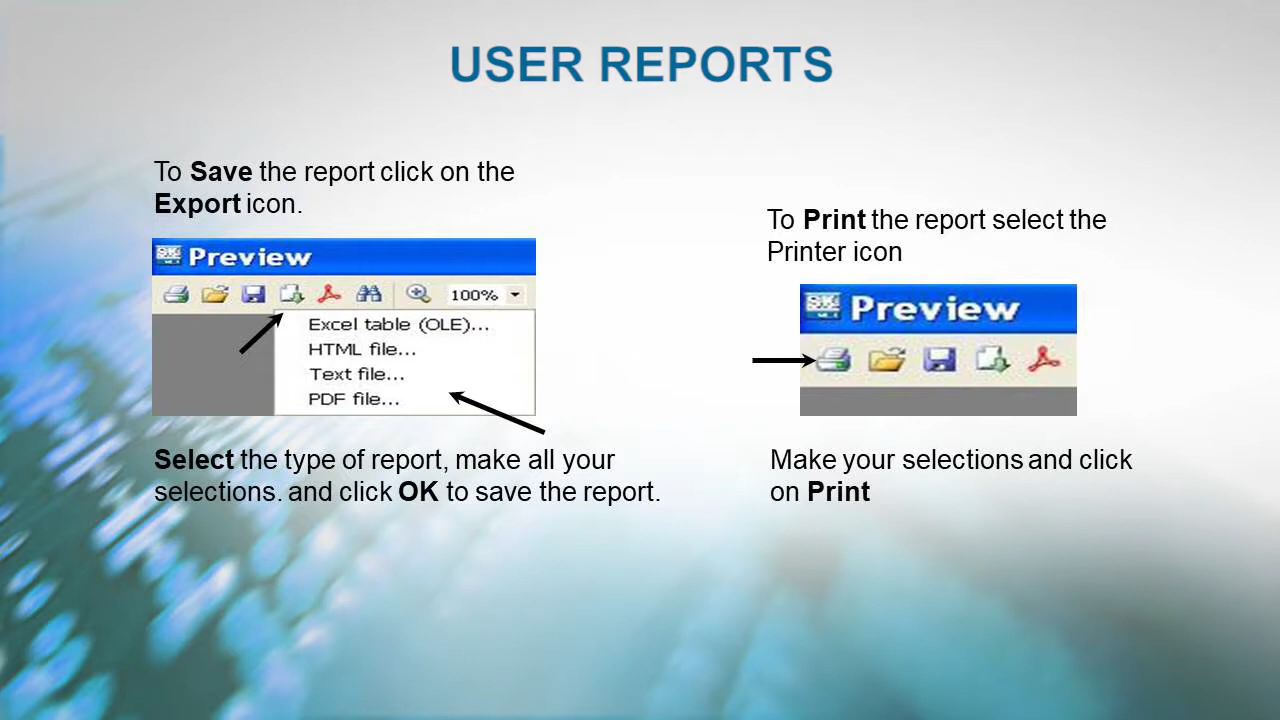 USER REPORTS
To Save the report click on the
Export icon.
Preview
100%
Excel table (OLE)...
HTML file...
Text file...
PDF file...
Select the type of report, make all your
selections. and click OK to save the report.
To Print the report select the
Printer icon
Preview
Make your selections and click
on Print